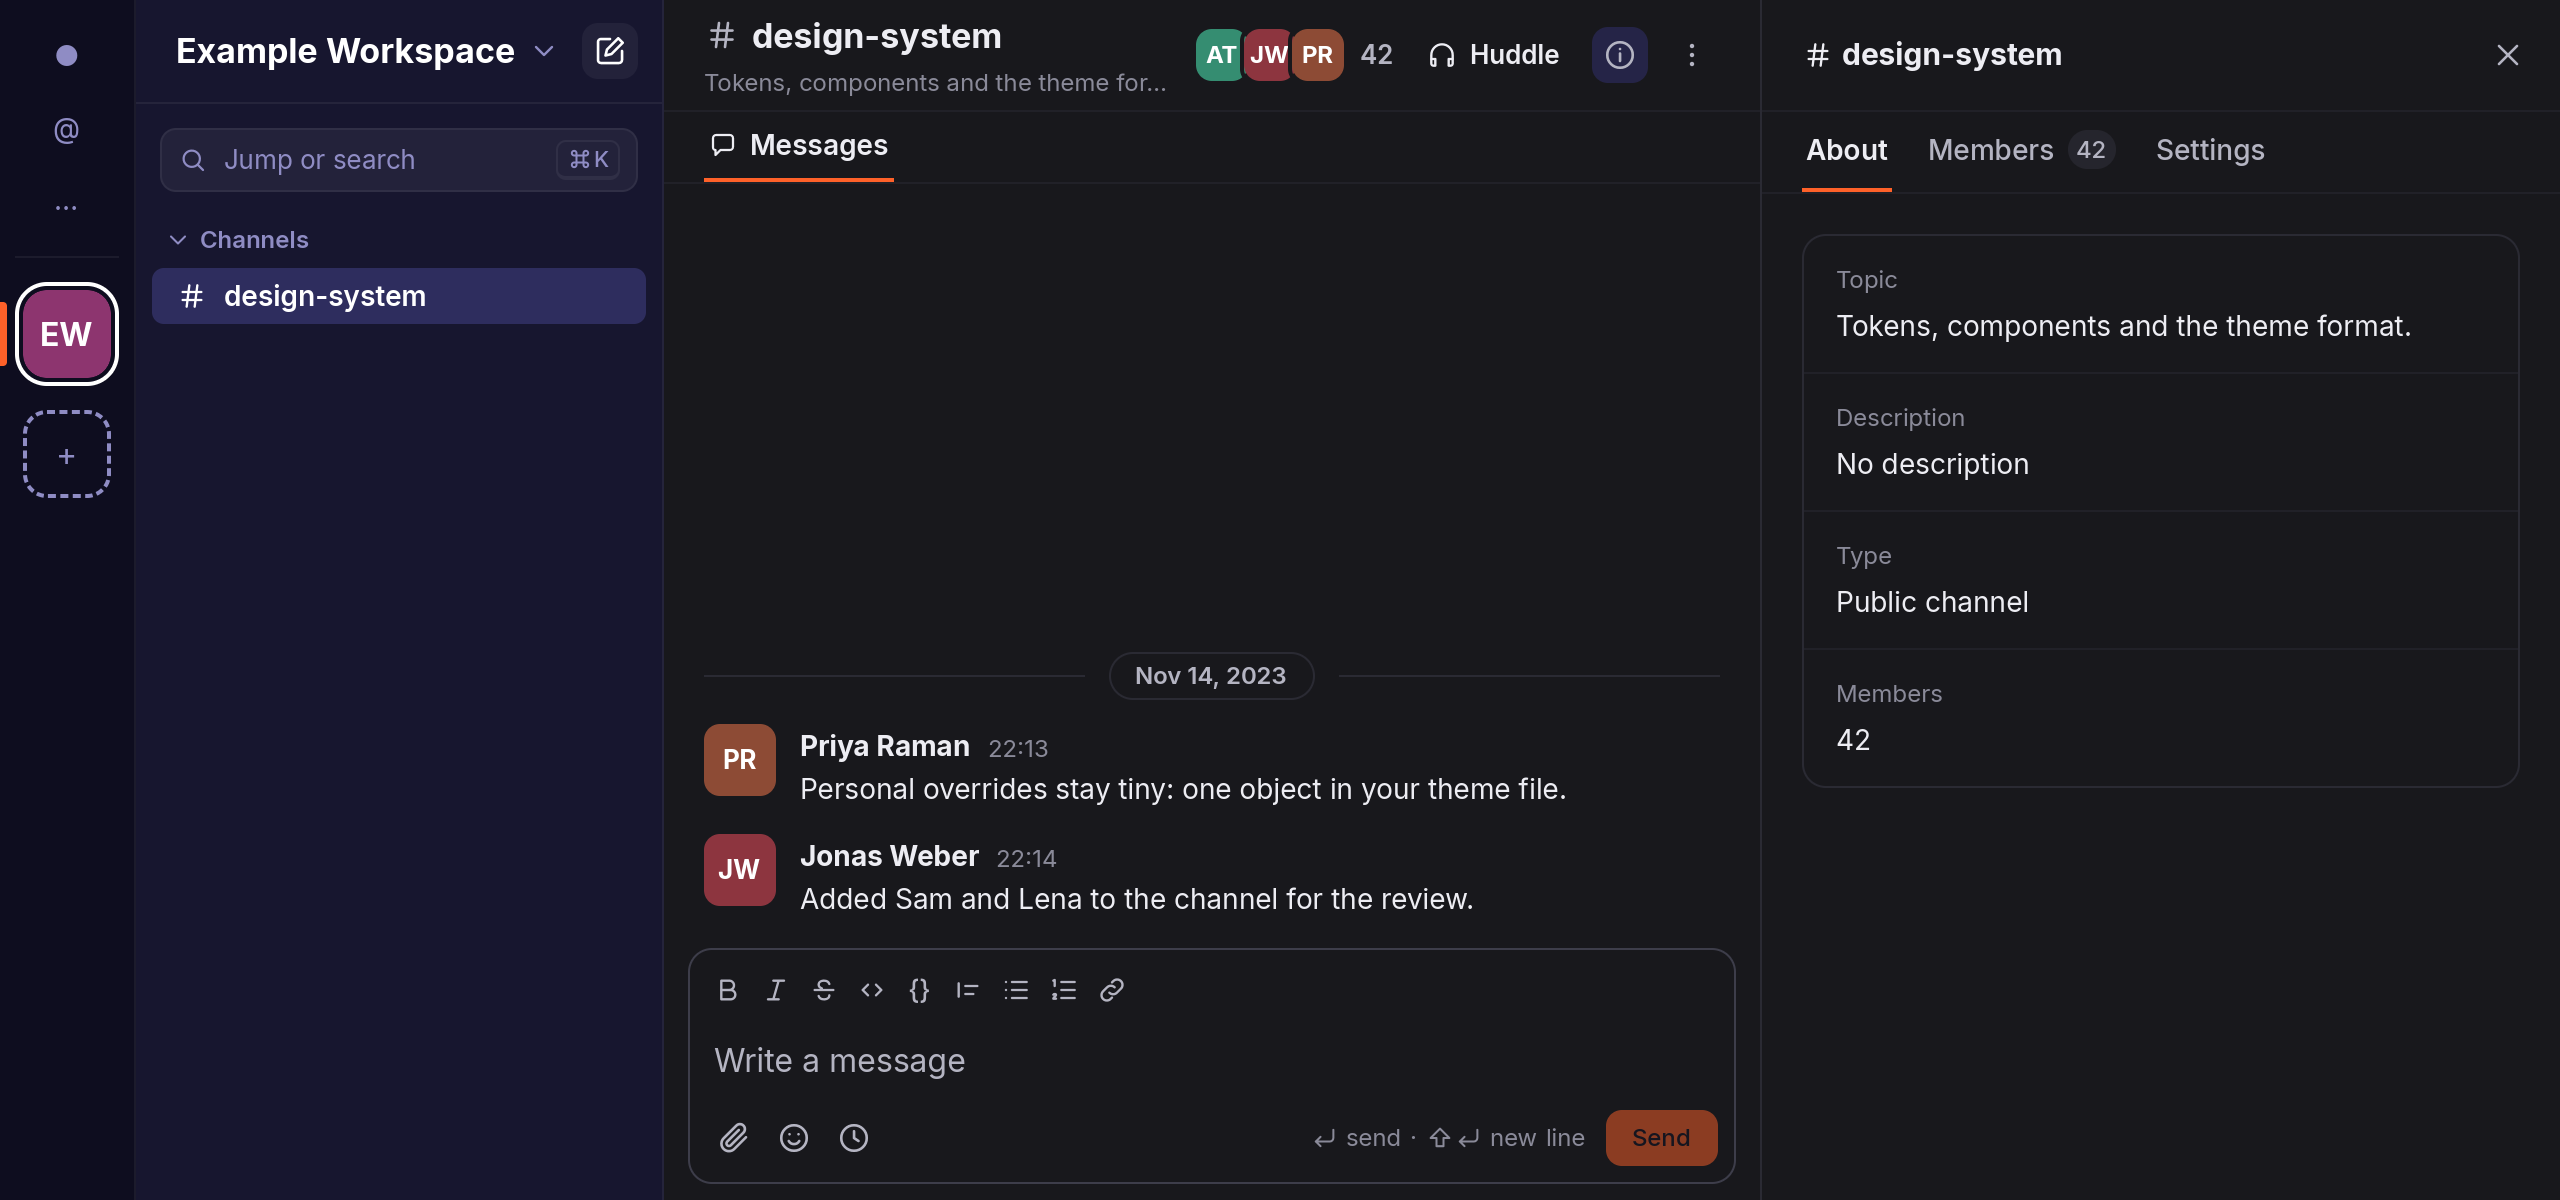 @
EW
+
Example Workspace
Jump or search
⌘K
Channels
# design-system
# design-system
Tokens, components and the theme for...
AT JW PR 42
Huddle
Messages
Nov 14, 2023
PR
Priya Raman 22:13
Personal overrides stay tiny: one object in your theme file.
JW
Jonas Weber 22:14
Added Sam and Lena to the channel for the review.
Write a message
send · new line
Send
# design-system
About
Members 42
Settings
Topic
Tokens, components and the theme format.
Description
No description
Type
Public channel
Members
42